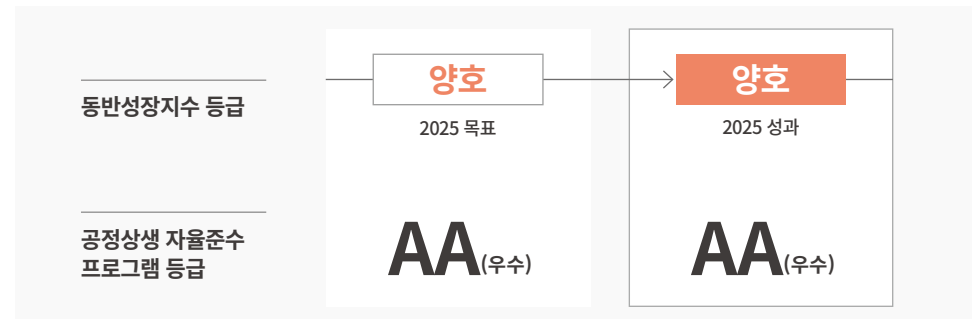 동반성장지수 등급
양호
2025 목표
양호
2025 성과
공정상생 자율준수
프로그램 등급
AA(우수)
AA(우수)